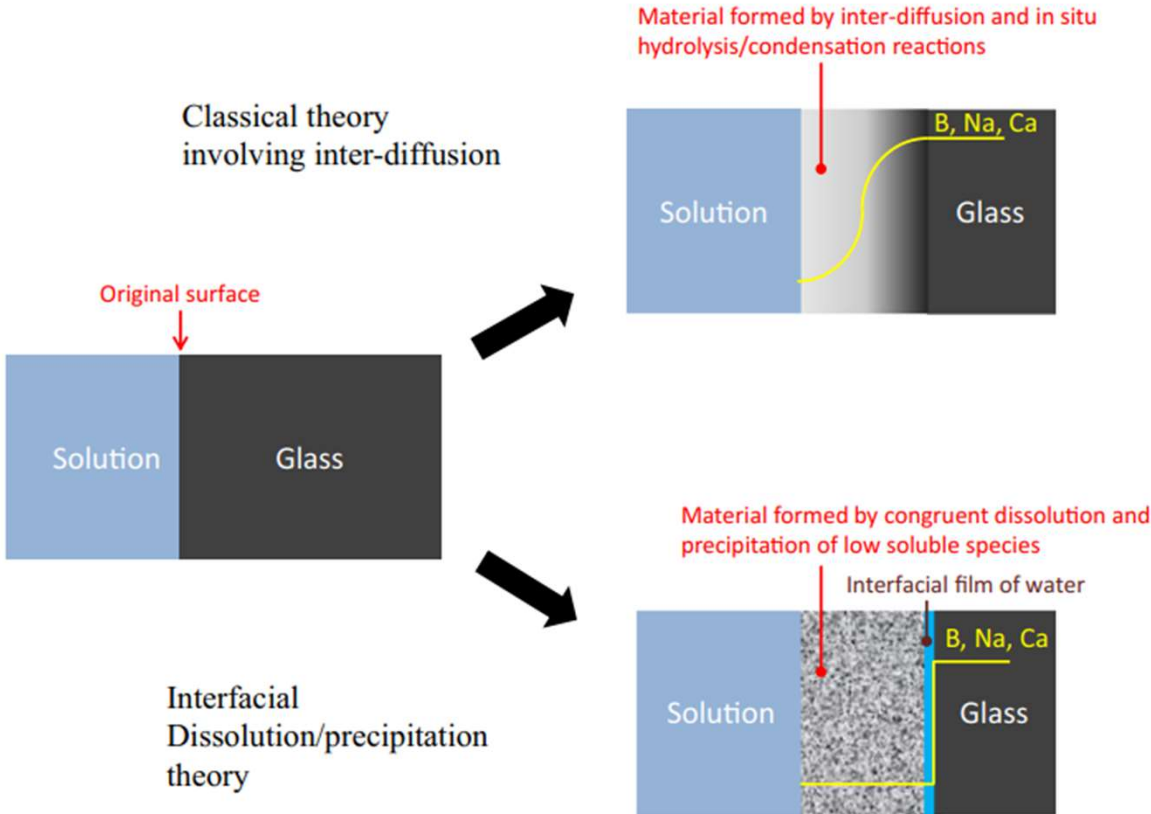 Material formed by inter-diffusion and in situ
hydrolysis/condensation reactions
Classical theory
involving inter-diffusion
B, Na, Ca
Solution
Glass
Original surface
Solution
Glass
Material formed by congruent dissolution and
precipitation of low soluble species
Interfacial film of water
B, Na, Ca
Solution
Glass
Interfacial
Dissolution/precipitation
theory